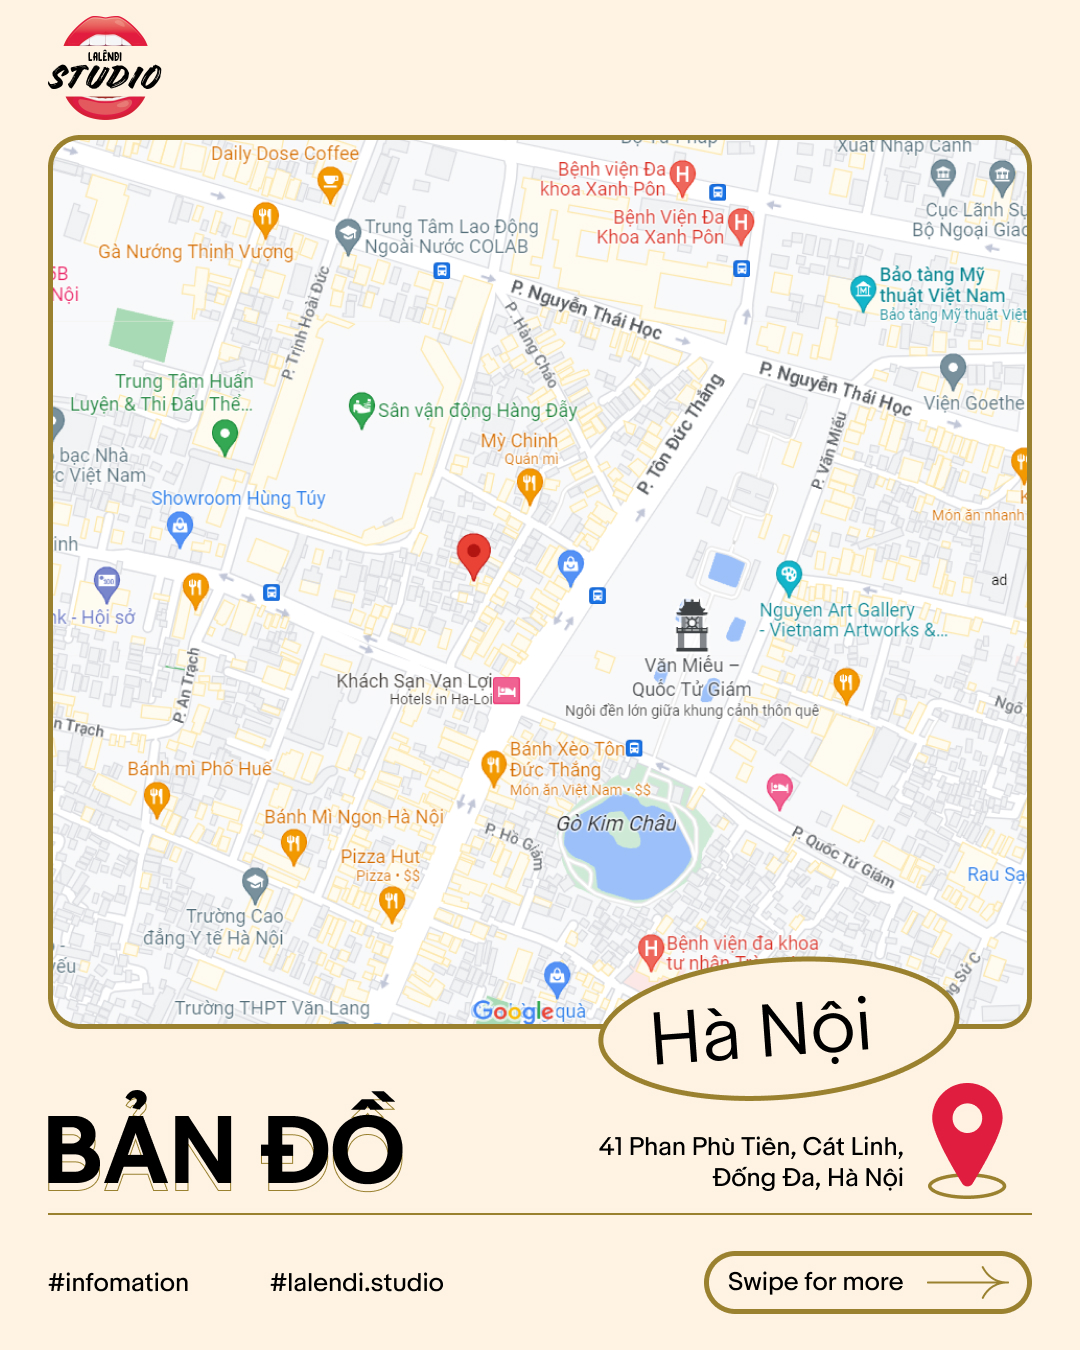 LALÊNDI
STUDIO
Daily Dose Coffee
Xuất Nhập Cảnh
Bệnh viện Đa
khoa Xanh Pôn
Cục Lãnh Sự
Bộ Ngoại Giao
Bệnh Viện Đa
Khoa Xanh Pôn
Trung Tâm Lao Động
Ngoài Nước COLAB
Gà Nướng Thịnh Vượng
5B
Nội
Bảo tàng Mỹ
thuật Việt Nam
Bảo tàng Mỹ thuật Việt
P. Trịnh Hoài Đức
P. Nguyễn Thái Học
P. Hàng Cháo
P. Nguyễn Thái Học
Viện Goethe
Trung Tâm Huấn
Luyện & Thi Đấu Thể...
Sân vận động Hàng Đẫy
P. Tôn Đức Thắng
P. Văn Miếu
Mỳ Chinh
Quán mì
bạc Nhà
c Việt Nam
Showroom Hùng Túy
K
Món ăn nhanh
inh
ad
nk - Hội sở
Nguyen Art Gallery
- Vietnam Artworks &...
P. An Trạch
Khách Sạn Vạn Lợi
Hotels in Ha-Loi
Văn Miếu –
Quốc Tử Giám
Ngôi đền lớn giữa khung cảnh thôn quê
Ngõ
n Trạch
Bánh Xèo Tôn
Đức Thắng
Món ăn Việt Nam • $$
Bánh mì Phố Huế
Bánh Mì Ngon Hà Nội
Gò Kim Châu
P. Hồ Giám
P. Quốc Tử Giám
Pizza Hut
Pizza • $$
Rau Sạ
Trường Cao
đẳng Y tế Hà Nội
Bệnh viện đa khoa
tư nhân
yếu
ng Sứ C
Trường THPT Văn Lang
Google
quà
Hà Nội
BẢN ĐỒ
41 Phan Phù Tiên, Cát Linh,
Đống Đa, Hà Nội
#infomation
#lalendi.studio
Swipe for more